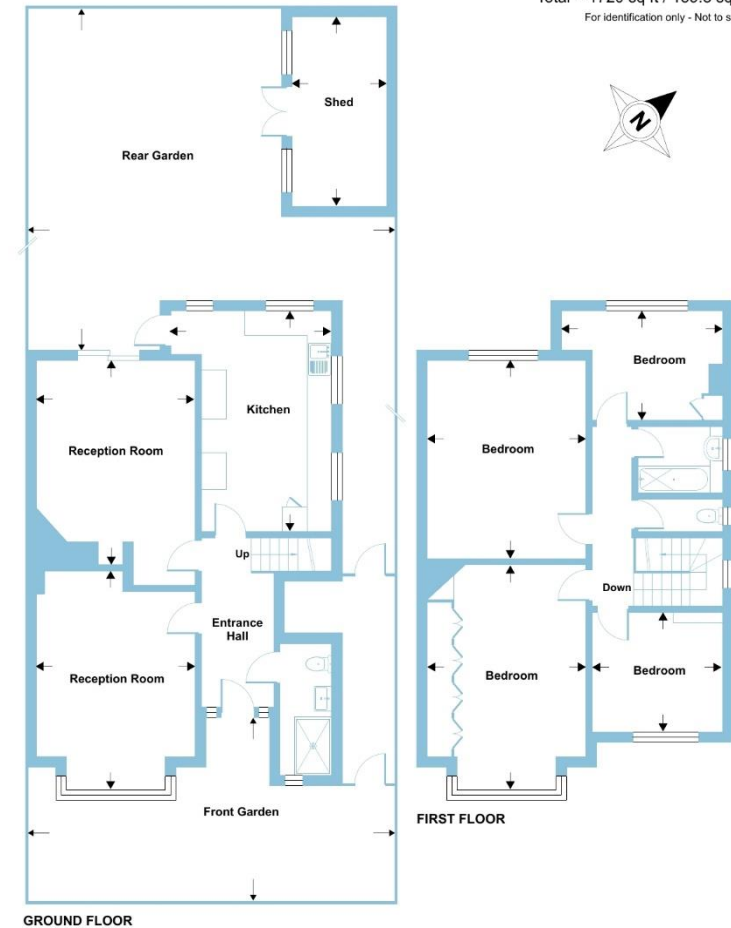 For identification only - Not to s
Shed
Rear Garden
N
Kitchen
Reception Room
Up
Entrance
Hall
Reception Room
Front Garden
GROUND FLOOR
Bedroom
Bedroom
Down
Bedroom
Bedroom
FIRST FLOOR